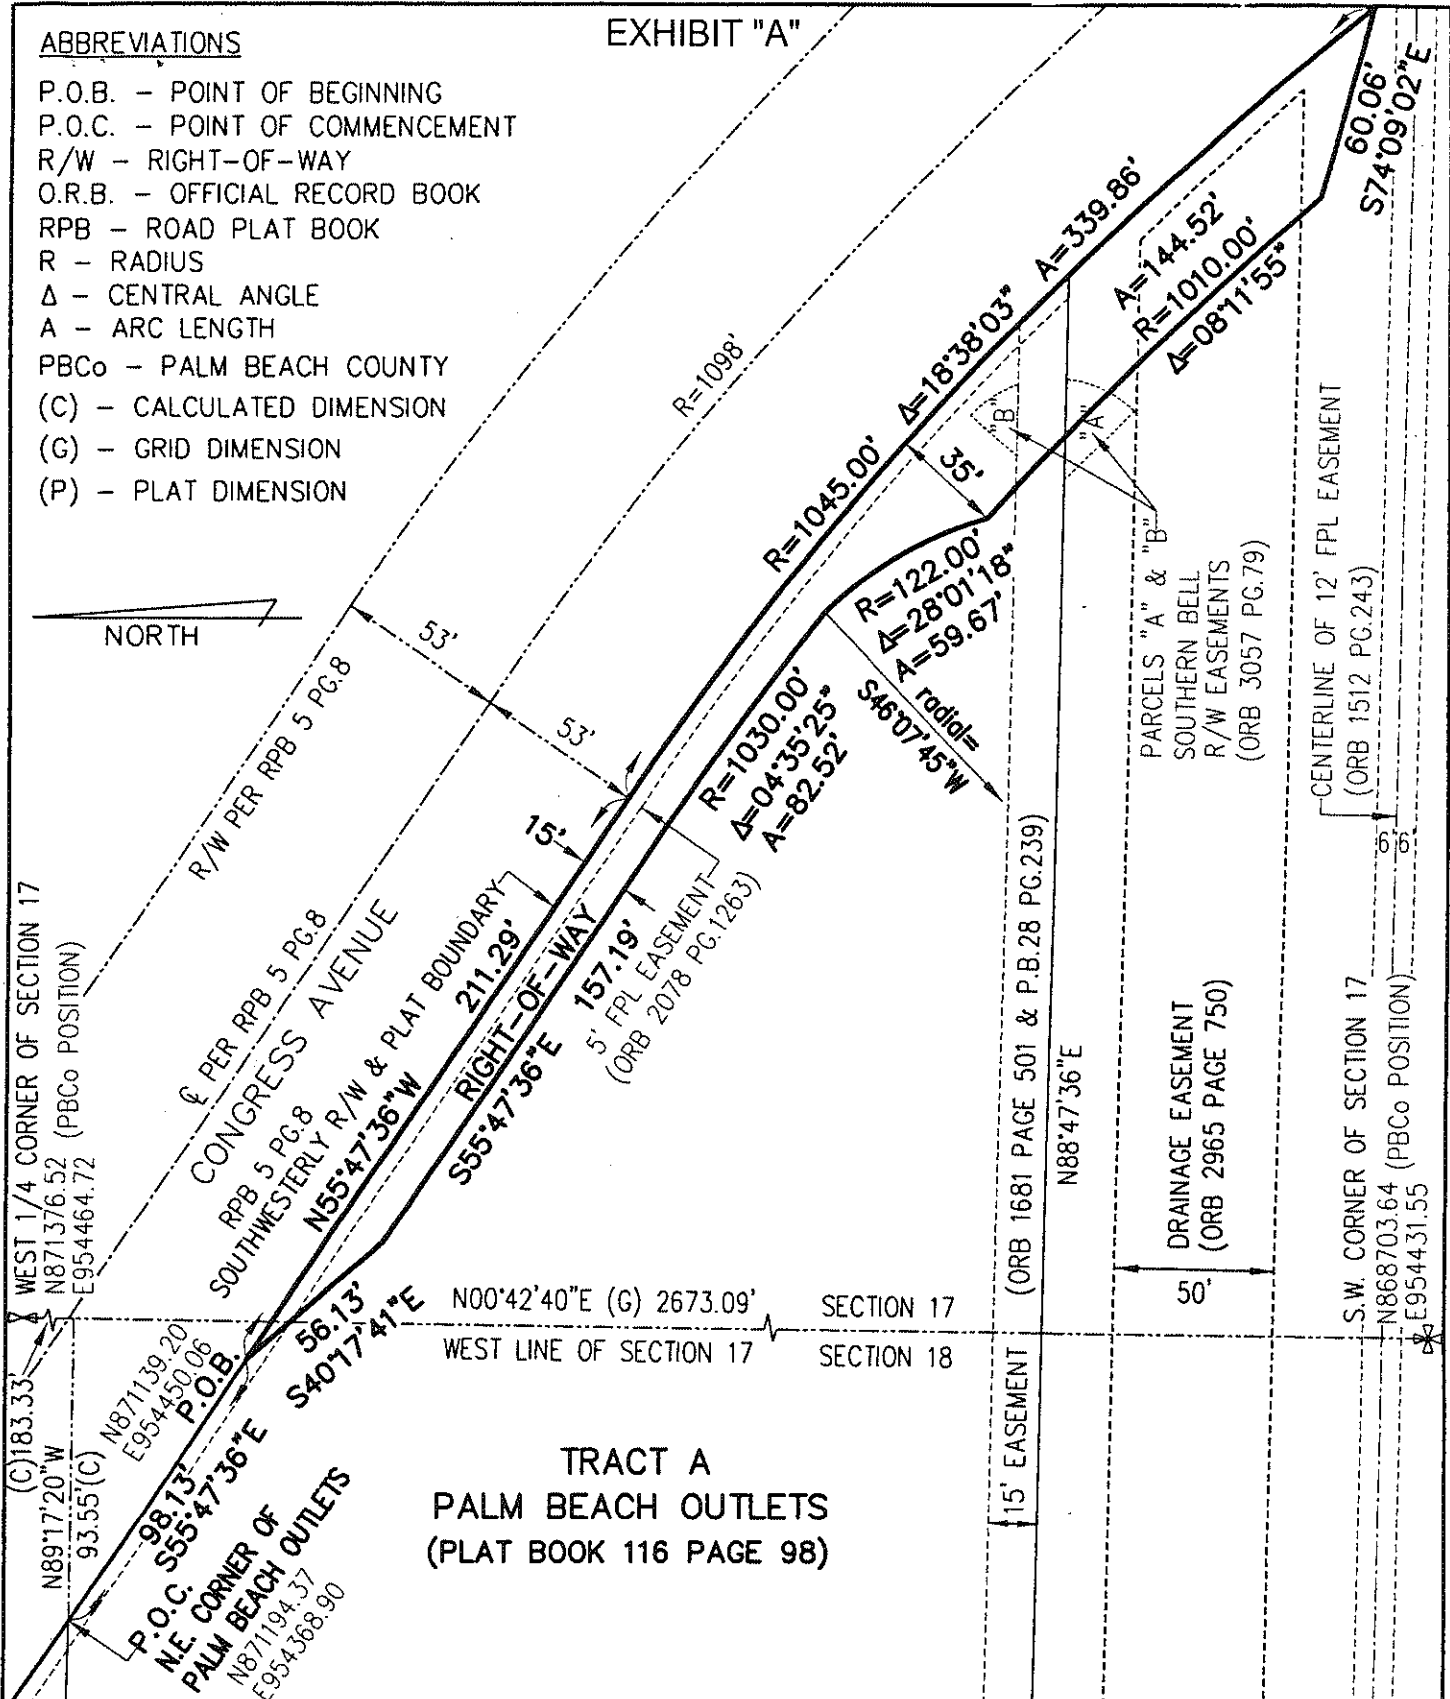 EXHIBIT "A"
ABBREVIATIONS
P.O.B. – POINT OF BEGINNING
P.O.C. – POINT OF COMMENCEMENT
R/W – RIGHT-OF-WAY
O.R.B. – OFFICIAL RECORD BOOK
RPB – ROAD PLAT BOOK
R – RADIUS
Δ – CENTRAL ANGLE
A – ARC LENGTH
PBCo – PALM BEACH COUNTY
(C) – CALCULATED DIMENSION
(G) – GRID DIMENSION
(P) – PLAT DIMENSION
NORTH
60.06'
S74°09'02"E
R=1045.00' Δ=18°38'03" A=339.86'
A=144.52'
R=1010.00'
Δ=08°11'55"
R=1098'
"B"
"A"
35'
R=122.00'
Δ=28°01'18"
A=59.67'
radial=
S46°07'45"W
R=1030.00'
Δ=04°35'25"
A=82.52'
53'
53'
15'
R/W PER RPB 5 PG.8
℄ PER RPB 5 PG.8
CONGRESS AVENUE
RPB 5 PG.8
SOUTHWESTERLY R/W & PLAT BOUNDARY
N55°47'36"W 211.29'
RIGHT-OF-WAY
S55°47'36"E 157.19'
5' FPL EASEMENT
(ORB 2078 PG.1263)
PARCELS "A" & "B"
SOUTHERN BELL
R/W EASEMENTS
(ORB 3057 PG.79)
CENTERLINE OF 12' FPL EASEMENT
(ORB 1512 PG.243)
6' 6'
15' EASEMENT (ORB 1681 PAGE 501 & P.B.28 PG.239)
N88°47'36"E
DRAINAGE EASEMENT
(ORB 2965 PAGE 750)
50'
S.W. CORNER OF SECTION 17
N868703.64 (PBCo POSITION)
E954431.55
WEST 1/4 CORNER OF SECTION 17
N871376.52 (PBCo POSITION)
E954464.72
N00°42'40"E (G) 2673.09'
WEST LINE OF SECTION 17
SECTION 17
SECTION 18
56.13'
S40°17'41"E
P.O.B.
N871139.20
E954450.06
(C)183.33'
N89°17'20"W
93.55'(C)
98.13'
S55°47'36"E
P.O.C.
N.E. CORNER OF
PALM BEACH OUTLETS
N871194.37
E954368.90
TRACT A
PALM BEACH OUTLETS
(PLAT BOOK 116 PAGE 98)